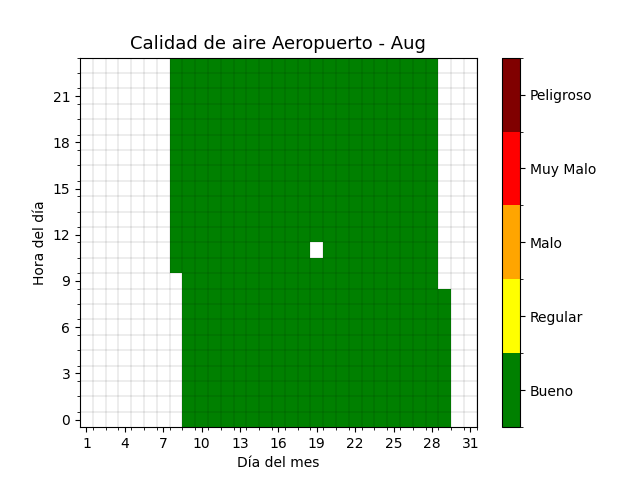 Calidad de aire Aeropuerto - Aug
Hora del día
21
18
15
12
9
6
3
0
1 4 7 10 13 16 19 22 25 28 31
Día del mes
Peligroso
Muy Malo
Malo
Regular
Bueno